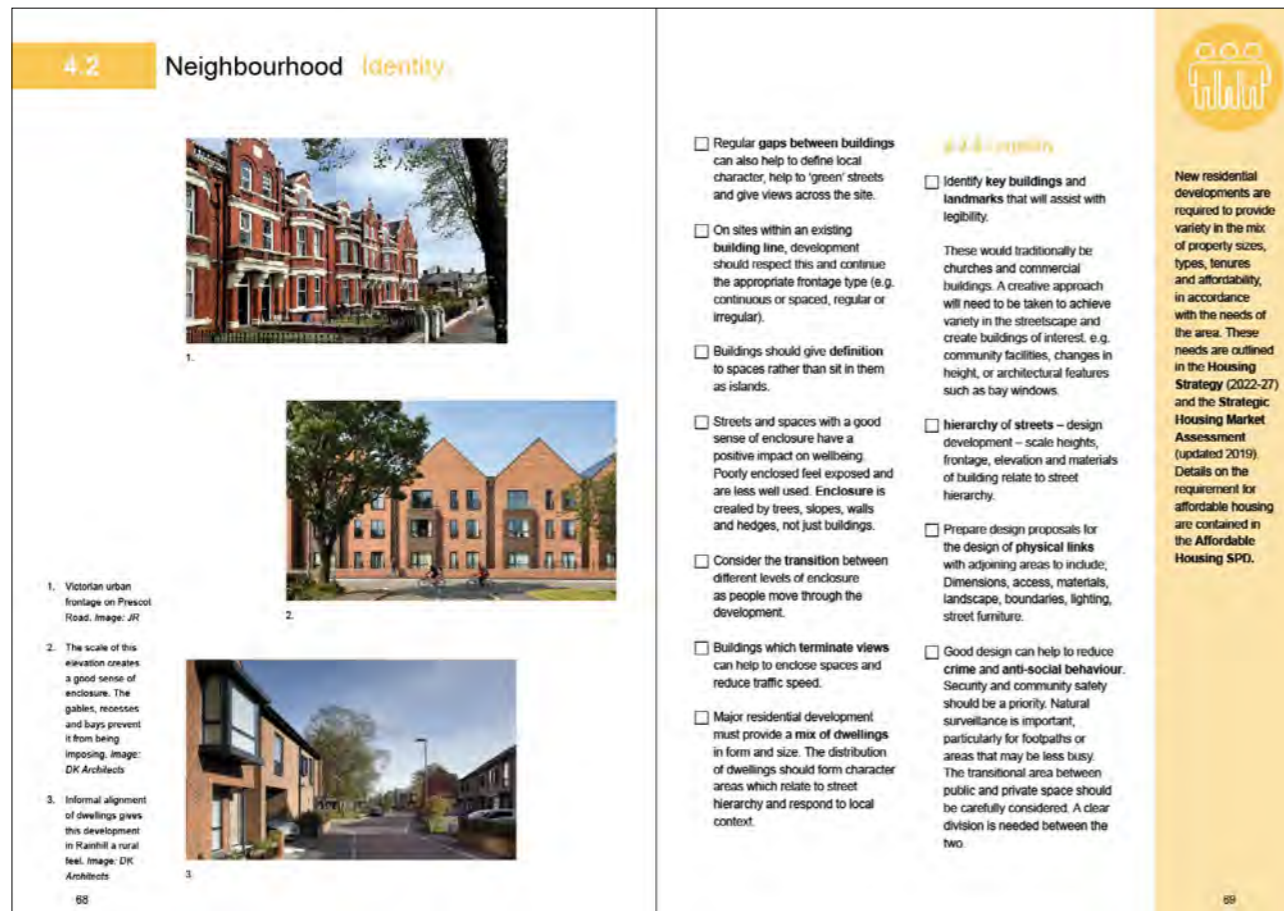 4.2
Neighbourhood Identity
1.
2.
3.
1. Victorian urban
frontage on Prescot
Road. Image: JR
2. The scale of this
elevation creates
a good sense of
enclosure. The
gables, recesses
and bays prevent
it from being
imposing. Image:
DK Architects
3. Informal alignment
of dwellings gives
this development
in Rainhill a rural
feel. Image: DK
Architects
68
Regular gaps between buildings
can also help to define local
character, help to 'green' streets
and give views across the site.
On sites within an existing
building line, development
should respect this and continue
the appropriate frontage type (e.g.
continuous or spaced, regular or
irregular).
Buildings should give definition
to spaces rather than sit in them
as islands.
Streets and spaces with a good
sense of enclosure have a
positive impact on wellbeing.
Poorly enclosed feel exposed and
are less well used. Enclosure is
created by trees, slopes, walls
and hedges, not just buildings.
Consider the transition between
different levels of enclosure
as people move through the
development.
Buildings which terminate views
can help to enclose spaces and
reduce traffic speed.
Major residential development
must provide a mix of dwellings
in form and size. The distribution
of dwellings should form character
areas which relate to street
hierarchy and respond to local
context.
Identify key buildings and
landmarks that will assist with
legibility.
These would traditionally be
churches and commercial
buildings. A creative approach
will need to be taken to achieve
variety in the streetscape and
create buildings of interest. e.g.
community facilities, changes in
height, or architectural features
such as bay windows.
hierarchy of streets – design
development – scale heights,
frontage, elevation and materials
of building relate to street
hierarchy.
Prepare design proposals for
the design of physical links
with adjoining areas to include;
Dimensions, access, materials,
landscape, boundaries, lighting,
street furniture.
Good design can help to reduce
crime and anti-social behaviour.
Security and community safety
should be a priority. Natural
surveillance is important,
particularly for footpaths or
areas that may be less busy.
The transitional area between
public and private space should
be carefully considered. A clear
division is needed between the
two.
New residential
developments are
required to provide
variety in the mix
of property sizes,
types, tenures
and affordability,
in accordance
with the needs of
the area. These
needs are outlined
in the Housing
Strategy (2022-27)
and the Strategic
Housing Market
Assessment
(updated 2019).
Details on the
requirement for
affordable housing
are contained in
the Affordable
Housing SPD.
69